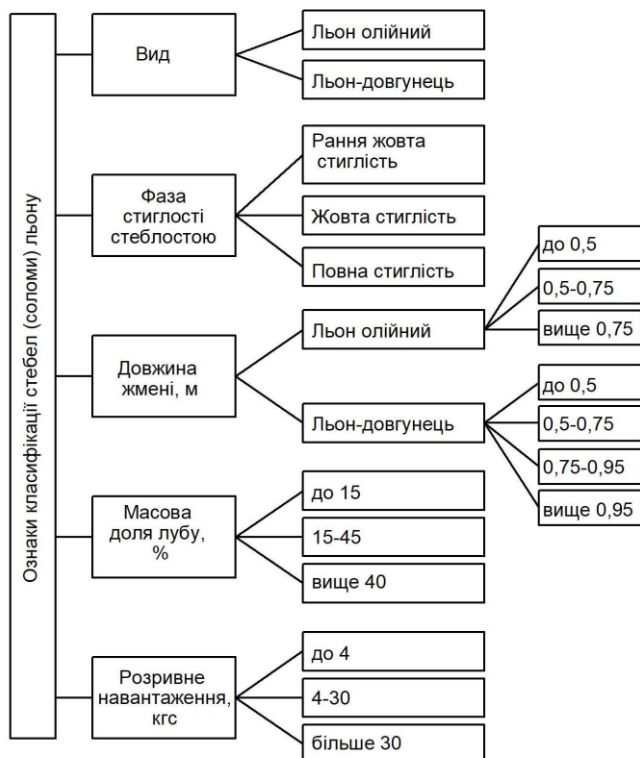 Ознаки класифікації стебел (соломи) льону
Вид
Льон олійний
Льон-довгунець
Фаза
стиглості
стеблостою
Рання жовта
стиглість
Жовта стиглість
Повна стиглість
Довжина
жмені, м
Льон олійний
до 0,5
0,5-0,75
вище 0,75
Льон-довгунець
до 0,5
0,5-0,75
0,75-0,95
вище 0,95
Масова
доля лубу,
%
до 15
15-45
вище 40
Розривне
навантаження,
кгс
до 4
4-30
більше 30